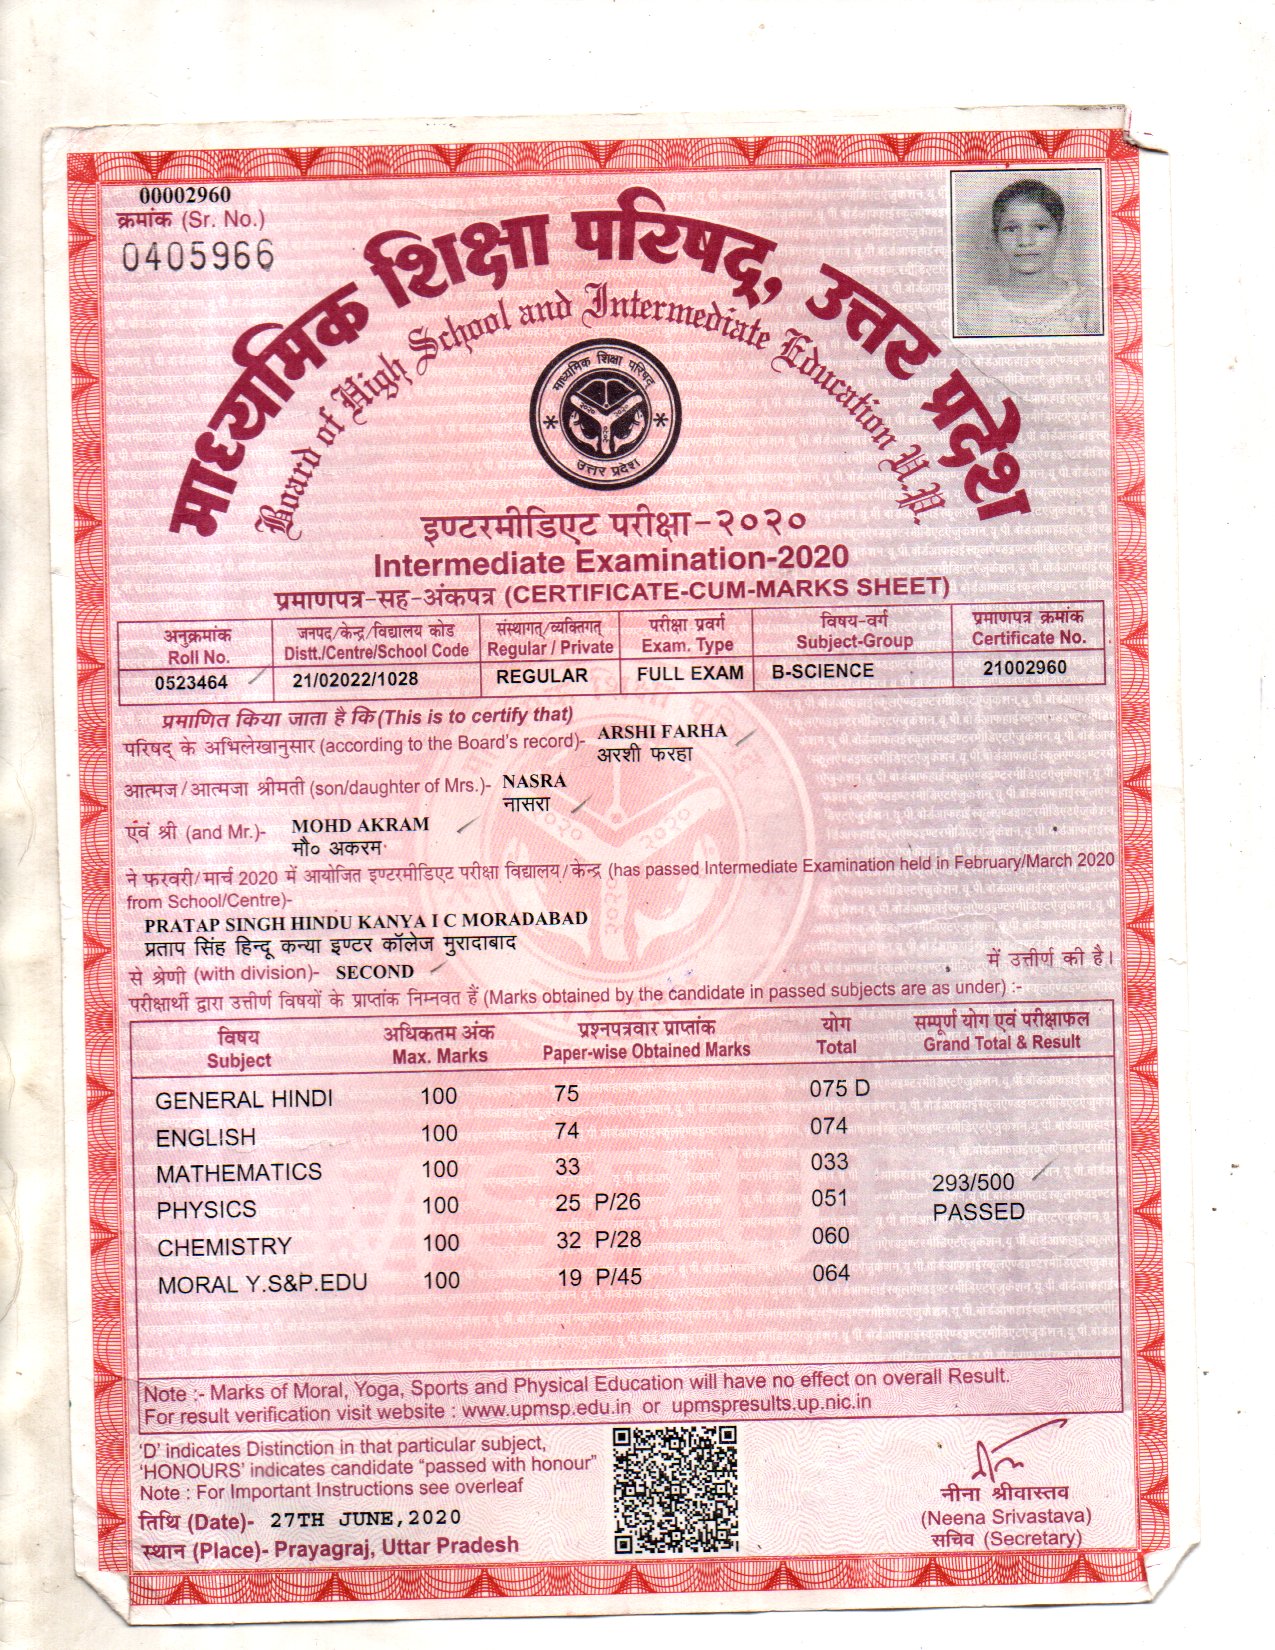 00002960
क्रमांक (Sr. No.)
0405966
माध्यमिक शिक्षा परिषद्, उत्तर प्रदेश
Board of High School and Intermediate Education U.P.
माध्यमिक शिक्षा परिषद
२०२० २०२०
२०२०
उत्तर प्रदेश
इण्टरमीडिएट परीक्षा-२०२०
Intermediate Examination-2020
प्रमाणपत्र-सह-अंकपत्र (CERTIFICATE-CUM-MARKS SHEET)
अनुक्रमांक जनपद/केन्द्र/विद्यालय कोड संस्थागत्/व्यक्तिगत् परीक्षा प्रवर्ग विषय-वर्ग प्रमाणपत्र क्रमांक
Roll No. Distt./Centre/School Code Regular / Private Exam. Type Subject-Group Certificate No.
0523464 21/02022/1028 REGULAR FULL EXAM B-SCIENCE 21002960
प्रमाणित किया जाता है कि (This is to certify that)
परिषद् के अभिलेखानुसार (according to the Board's record)- ARSHI FARHA
अरशी फरहा
आत्मज/आत्मजा श्रीमती (son/daughter of Mrs.)- NASRA
नासरा
एवं श्री (and Mr.)- MOHD AKRAM
मौ० अकरम
ने फरवरी/मार्च 2020 में आयोजित इण्टरमीडिएट परीक्षा विद्यालय/केन्द्र (has passed Intermediate Examination held in February/March 2020
from School/Centre)-
PRATAP SINGH HINDU KANYA I C MORADABAD
प्रताप सिंह हिन्दू कन्या इण्टर कॉलेज मुरादाबाद
से श्रेणी (with division)- SECOND में उत्तीर्ण की है।
परीक्षार्थी द्वारा उत्तीर्ण विषयों के प्राप्तांक निम्नवत हैं (Marks obtained by the candidate in passed subjects are as under) :-
विषय अधिकतम अंक प्रश्नपत्रवार प्राप्तांक योग सम्पूर्ण योग एवं परीक्षाफल
Subject Max. Marks Paper-wise Obtained Marks Total Grand Total & Result
GENERAL HINDI 100 75 075 D
ENGLISH 100 74 074
MATHEMATICS 100 33 033
293/500
PHYSICS 100 25 P/26 051
PASSED
CHEMISTRY 100 32 P/28 060
MORAL Y.S&P.EDU 100 19 P/45 064
Note :- Marks of Moral, Yoga, Sports and Physical Education will have no effect on overall Result.
For result verification visit website : www.upmsp.edu.in or upmspresults.up.nic.in
'D' indicates Distinction in that particular subject,
'HONOURS' indicates candidate "passed with honour"
Note : For Important Instructions see overleaf
तिथि (Date)- 27TH JUNE,2020
स्थान (Place)- Prayagraj, Uttar Pradesh
नीना श्रीवास्तव
(Neena Srivastava)
सचिव (Secretary)